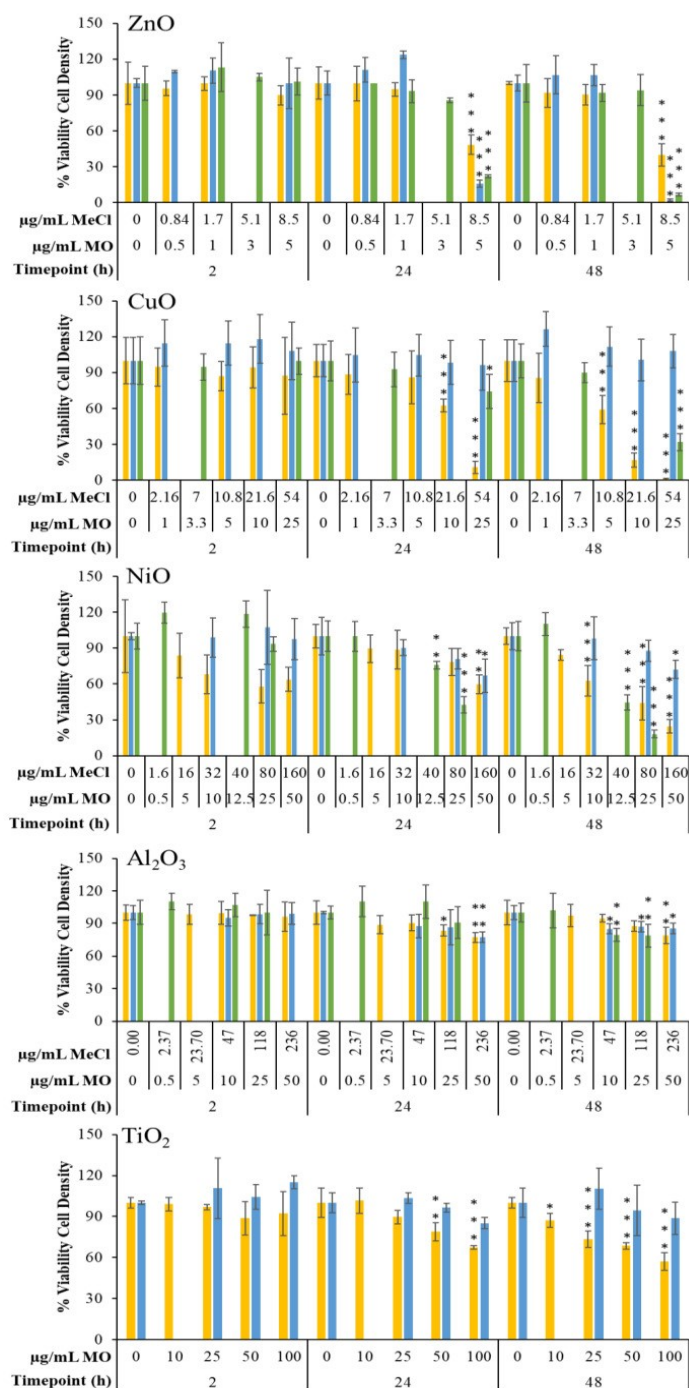 ZnO
% Viability Cell Density
150
120
90
60
30
0
* * *
* * *
* * *
* * *
* * *
* * *
µg/mL MeCl 0 0.84 1.7 5.1 8.5 0 0.84 1.7 5.1 8.5 0 0.84 1.7 5.1 8.5
µg/mL MO 0 0.5 1 3 5 0 0.5 1 3 5 0 0.5 1 3 5
Timepoint (h) 2 24 48
CuO
% Viability Cell Density
150
120
90
60
30
0
* * *
* * *
*
* * *
* * *
* * *
* * *
µg/mL MeCl 0 2.16 7 10.8 21.6 54 0 2.16 7 10.8 21.6 54 0 2.16 7 10.8 21.6 54
µg/mL MO 0 1 3.3 5 10 25 0 1 3.3 5 10 25 0 1 3.3 5 10 25
Timepoint (h) 2 24 48
NiO
% Viability Cell Density
150
120
90
60
30
0
* *
* * *
* *
*
* * *
* * *
* * *
* * *
* * *
*
µg/mL MeCl 0 1.6 16 32 40 80 160 0 1.6 16 32 40 80 160 0 1.6 16 32 40 80 160
µg/mL MO 0 0.5 5 10 12.5 25 50 0 0.5 5 10 12.5 25 50 0 0.5 5 10 12.5 25 50
Timepoint (h) 2 24 48
Al₂O₃
% Viability Cell Density
150
120
90
60
30
0
*
* *
* *
*
* *
*
* *
* *
*
µg/mL MeCl 0.00 2.37 23.70 47 118 236 0.00 2.37 23.70 47 118 236 0.00 2.37 23.70 47 118 236
µg/mL MO 0 0.5 5 10 25 50 0 0.5 5 10 25 50 0 0.5 5 10 25 50
Timepoint (h) 2 24 48
TiO₂
% Viability Cell Density
150
120
90
60
30
0
* *
* * *
*
* * *
* * *
* * *
µg/mL MO 0 10 25 50 100 0 10 25 50 100 0 10 25 50 100
Timepoint (h) 2 24 48